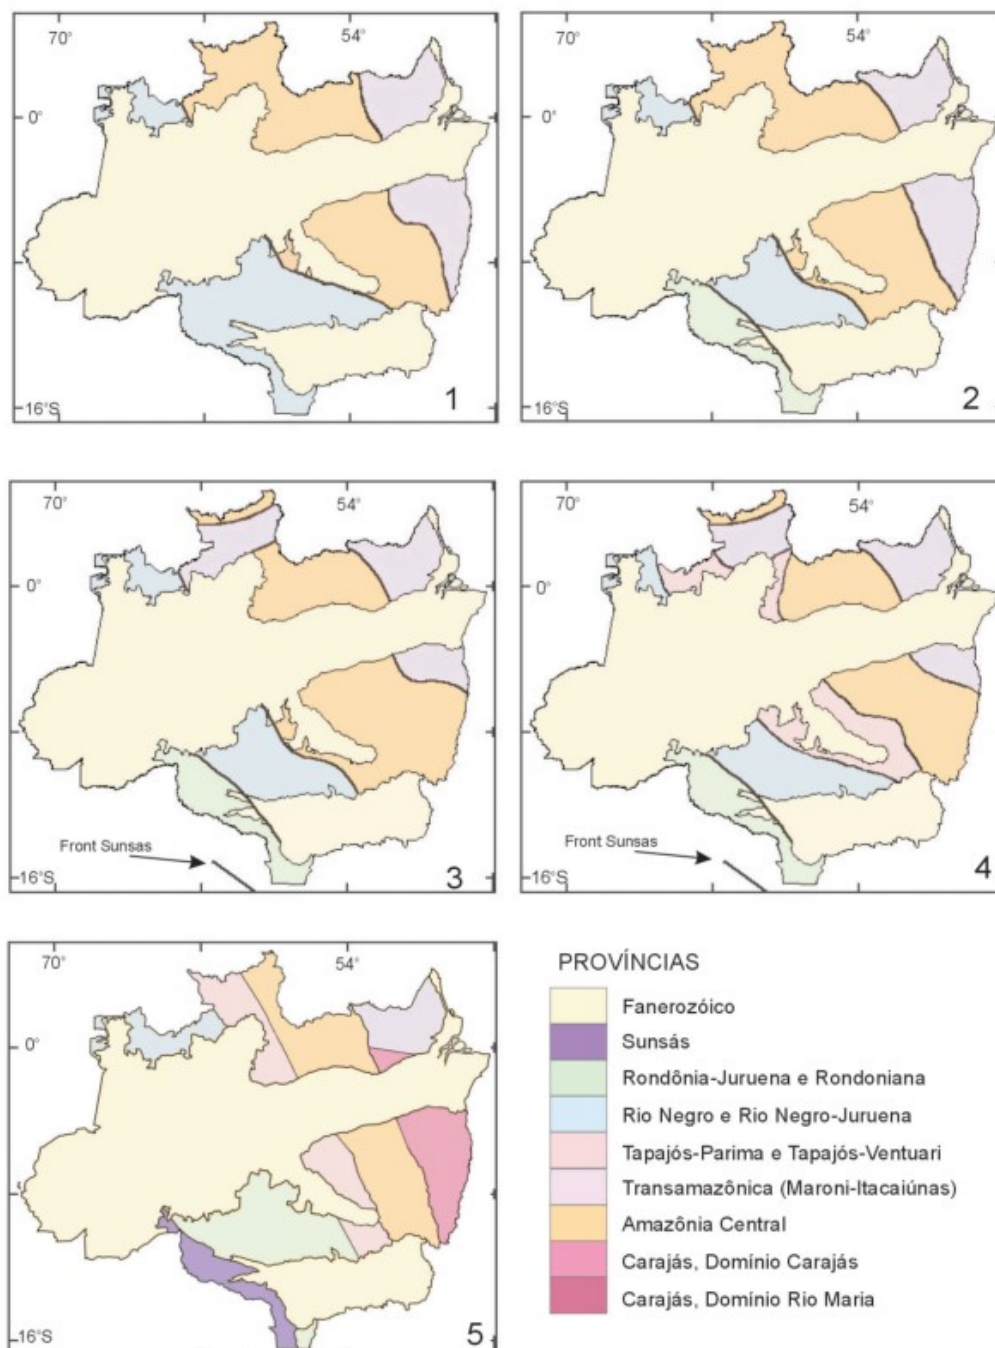 70°
54°
0°
16°S
1
70°
54°
0°
16°S
2
70°
54°
0°
Front Sunsas
16°S
3
70°
54°
0°
Front Sunsas
16°S
4
70°
54°
0°
16°S
5
PROVÍNCIAS
Fanerozóico
Sunsás
Rondônia-Juruena e Rondoniana
Rio Negro e Rio Negro-Juruena
Tapajós-Parima e Tapajós-Ventuari
Transamazônica (Maroni-Itacaiúnas)
Amazônia Central
Carajás, Domínio Carajás
Carajás, Domínio Rio Maria